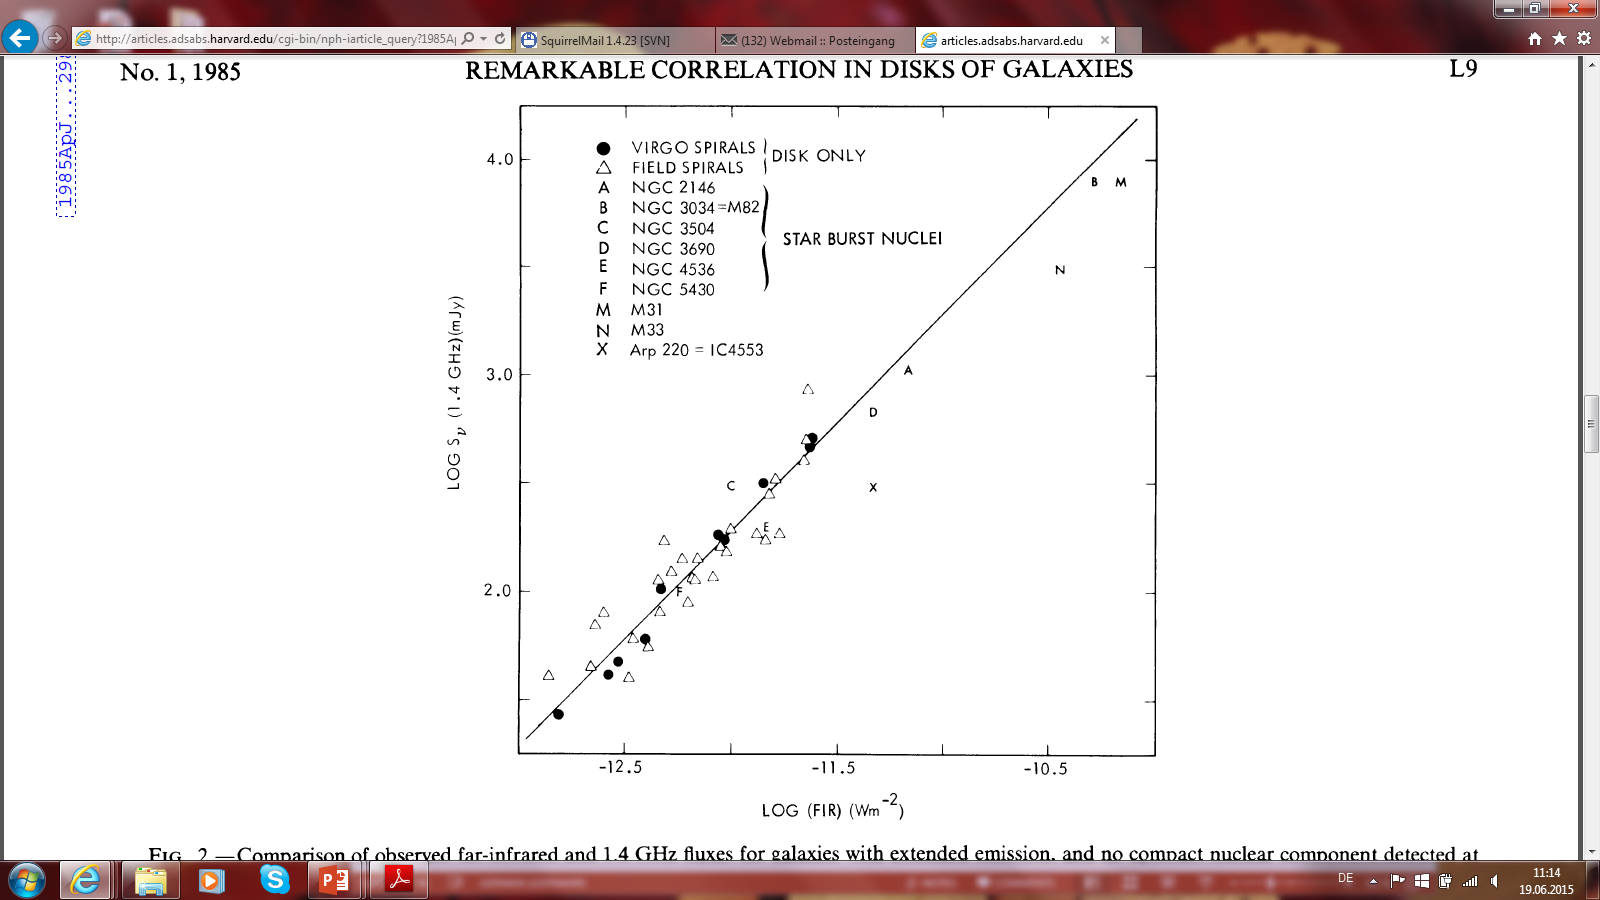 http://articles.adsabs.harvard.edu/cgi-bin/nph-iarticle_query?1985Ap
SquirrelMail 1.4.23 [SVN]
(132) Webmail :: Posteingang
articles.adsabs.harvard.edu
1985ApJ...298
No. 1, 1985
REMARKABLE CORRELATION IN DISKS OF GALAXIES
L9
VIRGO SPIRALS
FIELD SPIRALS
DISK ONLY
A NGC 2146
B NGC 3034=M82
C NGC 3504
D NGC 3690
E NGC 4536
F NGC 5430
STAR BURST NUCLEI
M M31
N M33
X Arp 220 = IC4553
4.0
3.0
2.0
LOG Sν (1.4 GHz)(mJy)
B M
N
A
D
C
X
E
F
-12.5 -11.5 -10.5
LOG (FIR) (Wm⁻²)
FIG. 2.—Comparison of observed far-infrared and 1.4 GHz fluxes for galaxies with extended emission, and no compact nuclear component detected at
DE
11:14
19.06.2015